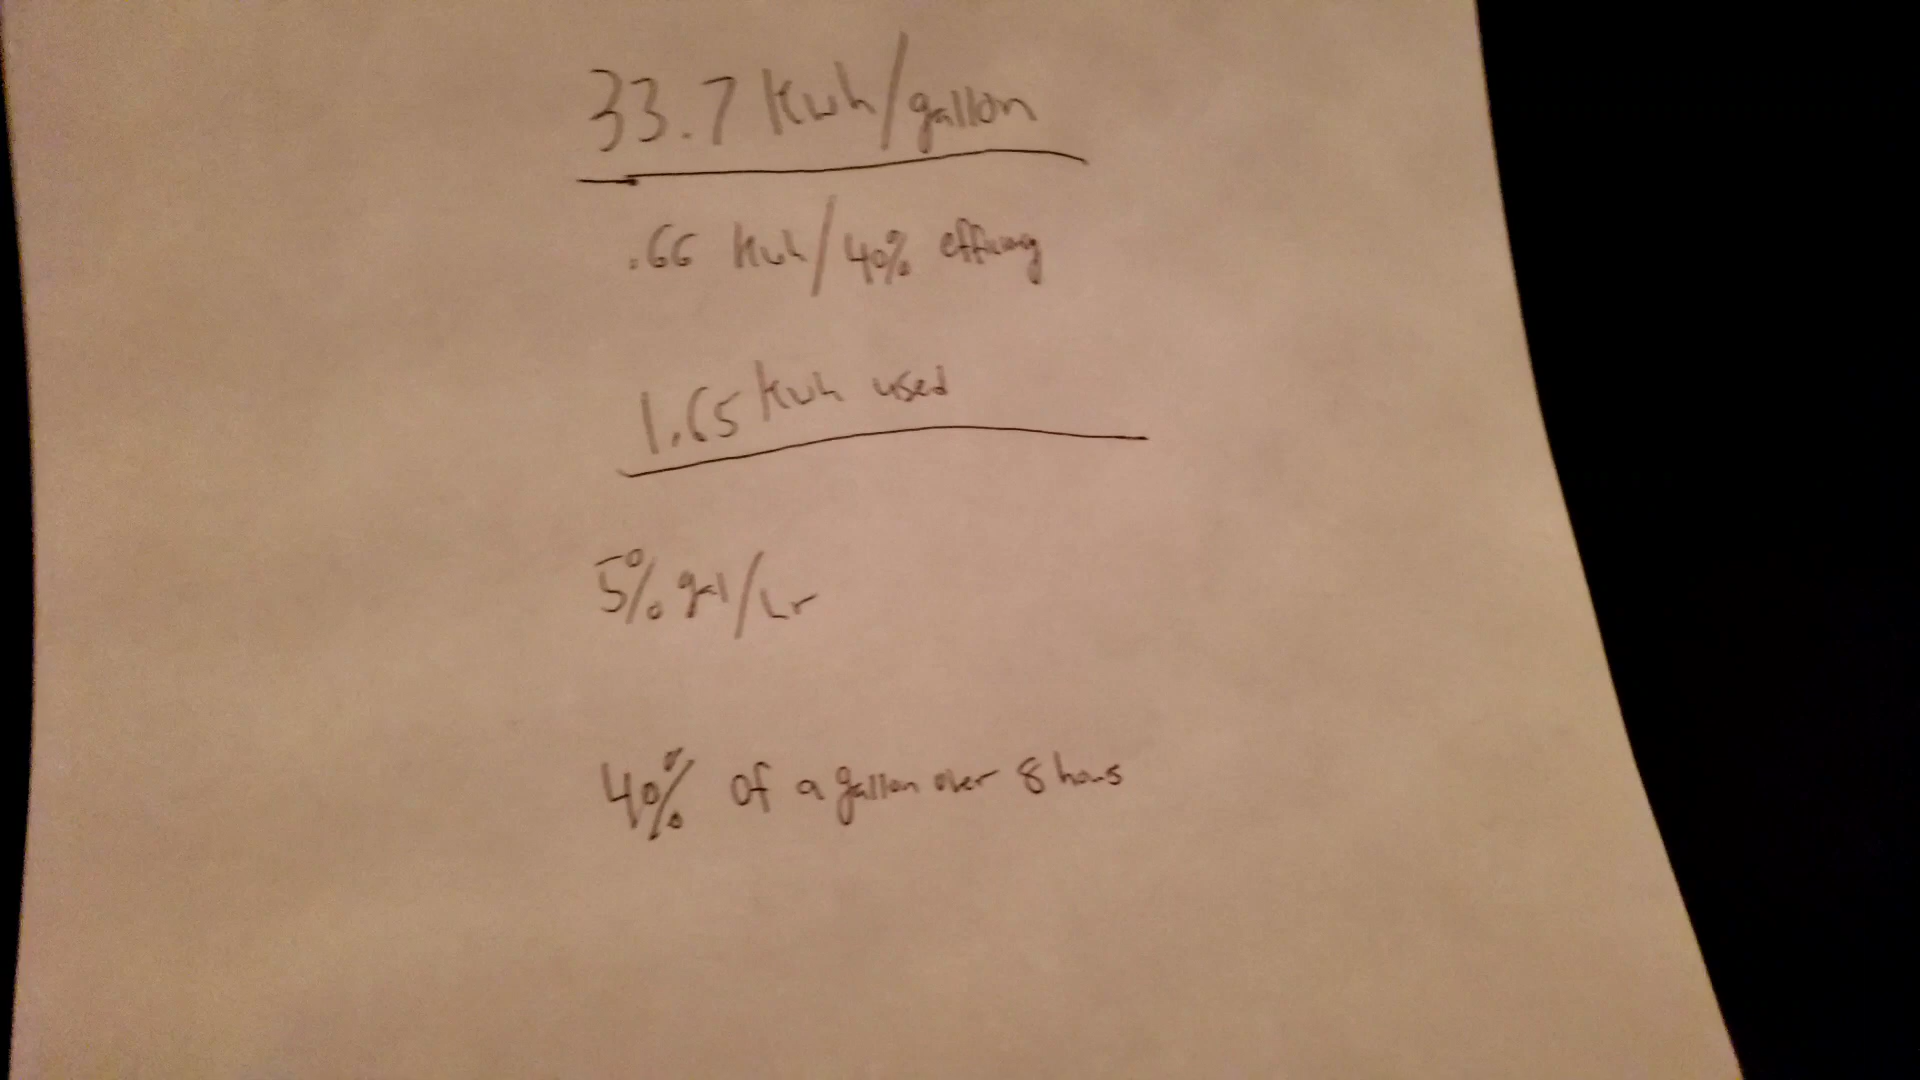 33.7 Kwh/gallon
.66 Kwh/40% efficiency
1.65 Kwh used
5% gal/hr
40% of a gallon over 8 hours